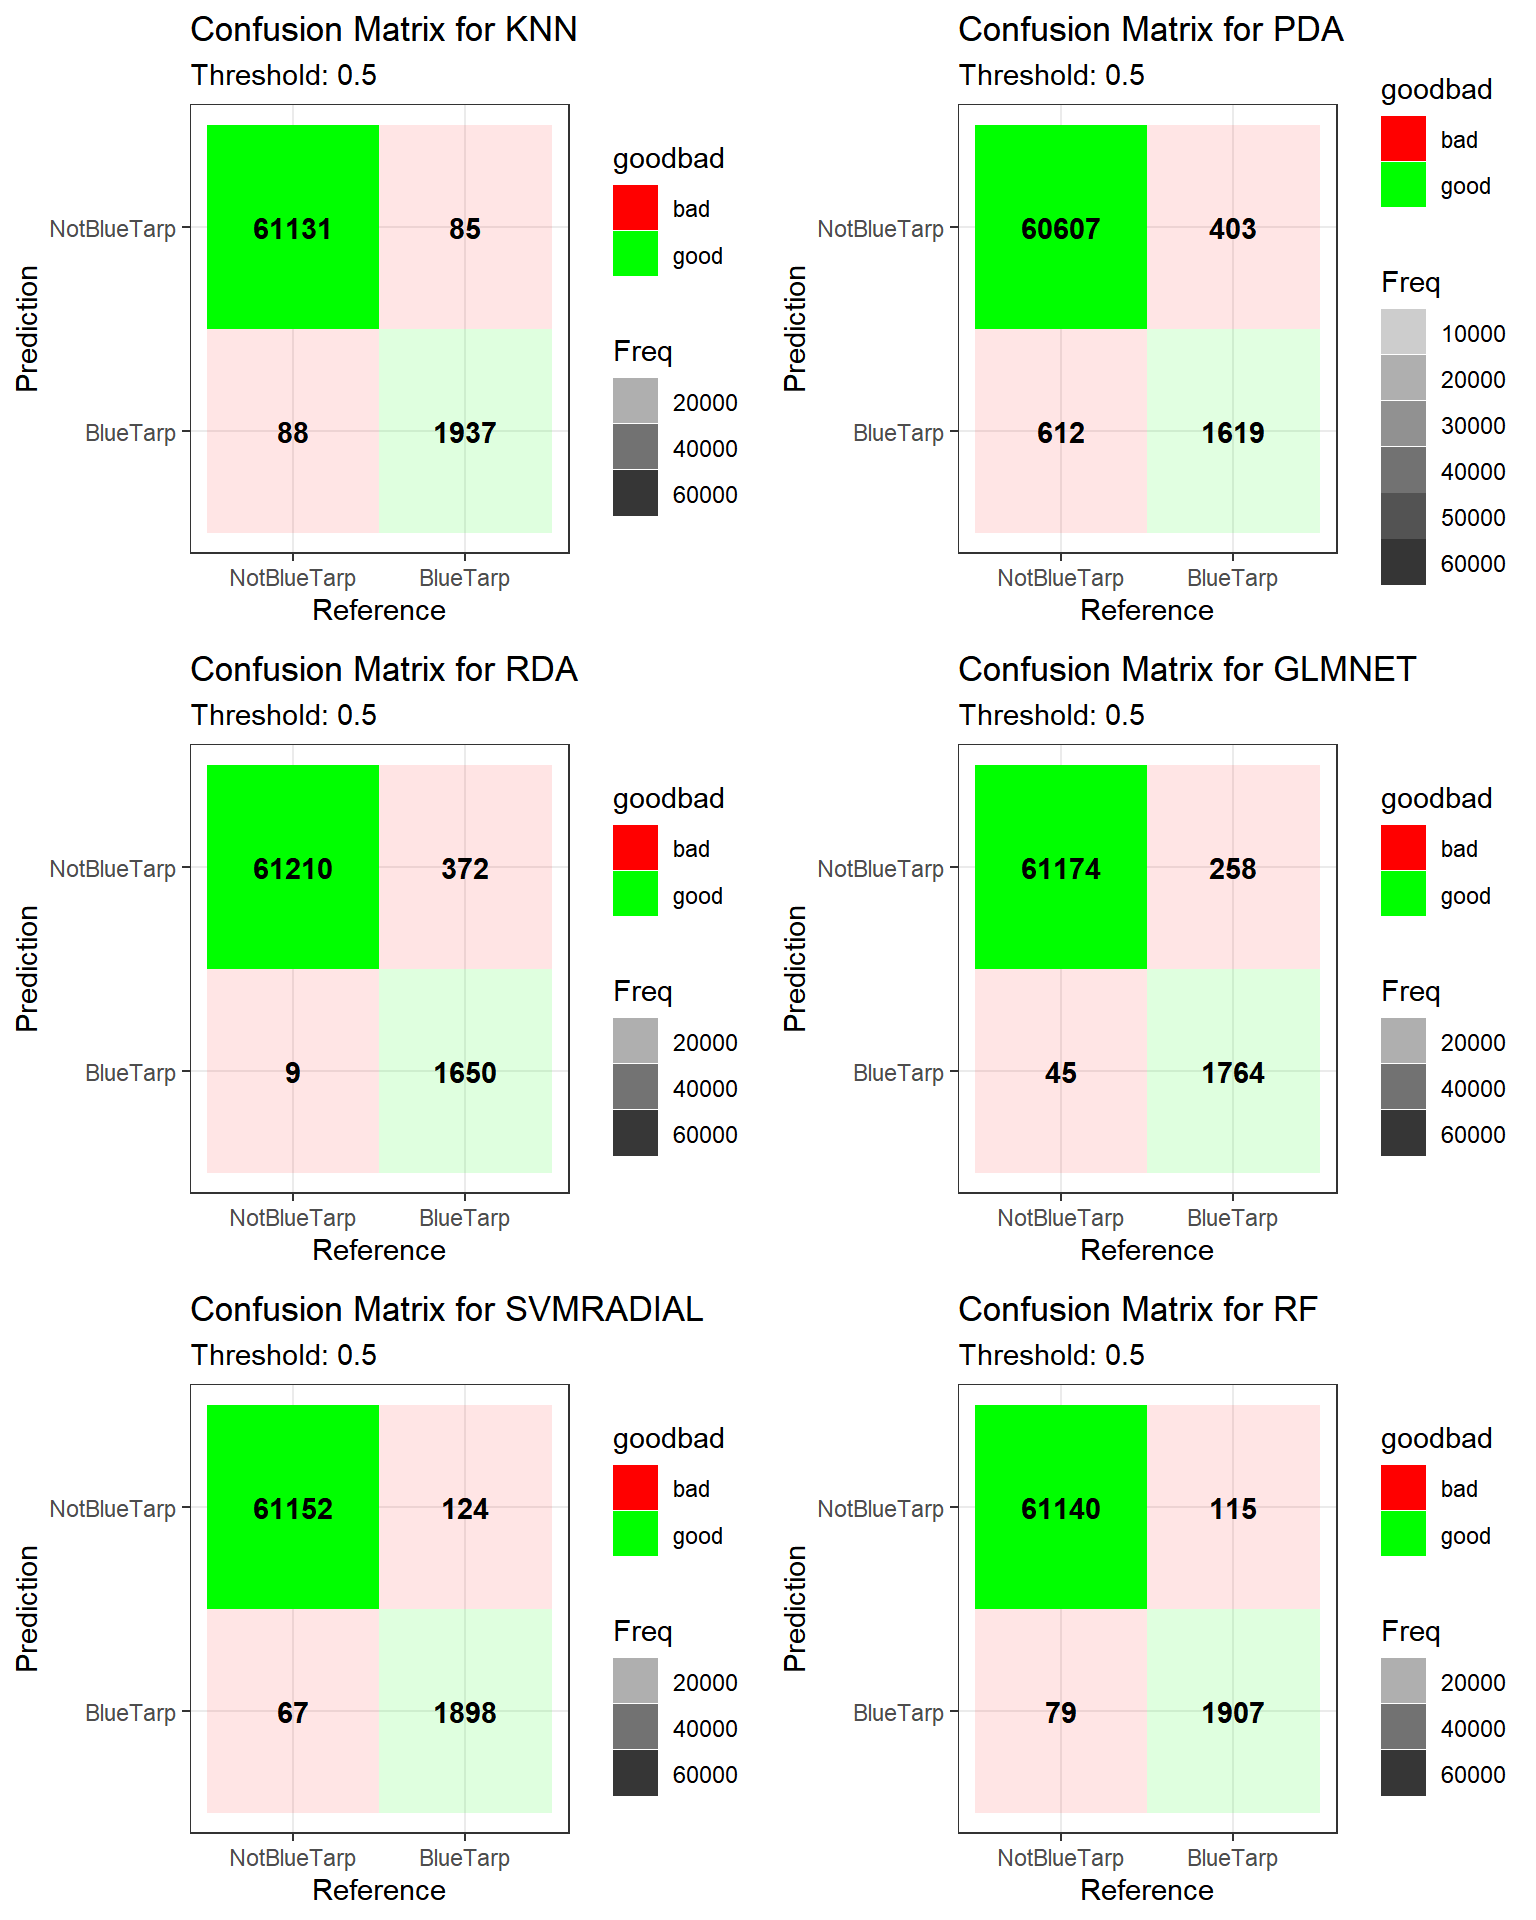 Confusion Matrix for KNN
Threshold: 0.5
NotBlueTarp
61131
85
BlueTarp
88
1937
Prediction
NotBlueTarp
BlueTarp
Reference
goodbad
bad
good
Freq
20000
40000
60000
Confusion Matrix for PDA
Threshold: 0.5
NotBlueTarp
60607
403
BlueTarp
612
1619
Prediction
NotBlueTarp
BlueTarp
Reference
goodbad
bad
good
Freq
10000
20000
30000
40000
50000
60000
Confusion Matrix for RDA
Threshold: 0.5
NotBlueTarp
61210
372
BlueTarp
9
1650
Prediction
NotBlueTarp
BlueTarp
Reference
goodbad
bad
good
Freq
20000
40000
60000
Confusion Matrix for GLMNET
Threshold: 0.5
NotBlueTarp
61174
258
BlueTarp
45
1764
Prediction
NotBlueTarp
BlueTarp
Reference
goodbad
bad
good
Freq
20000
40000
60000
Confusion Matrix for SVMRADIAL
Threshold: 0.5
NotBlueTarp
61152
124
BlueTarp
67
1898
Prediction
NotBlueTarp
BlueTarp
Reference
goodbad
bad
good
Freq
20000
40000
60000
Confusion Matrix for RF
Threshold: 0.5
NotBlueTarp
61140
115
BlueTarp
79
1907
Prediction
NotBlueTarp
BlueTarp
Reference
goodbad
bad
good
Freq
20000
40000
60000